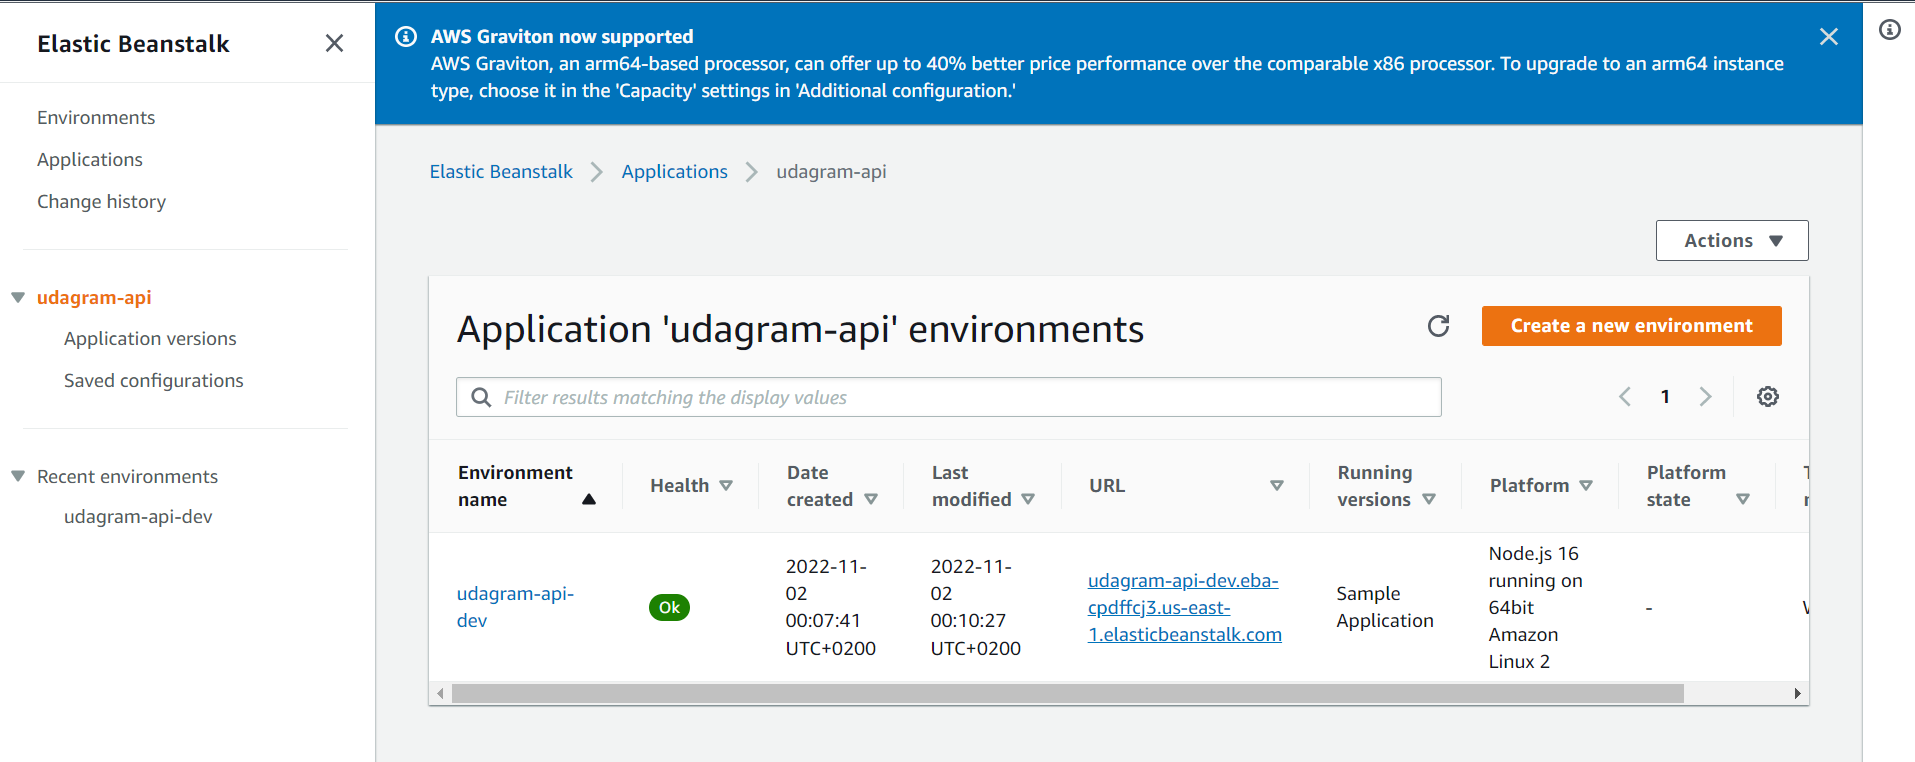 Elastic Beanstalk
Environments
Applications
Change history
udagram-api
Application versions
Saved configurations
Recent environments
udagram-api-dev
AWS Graviton now supported
AWS Graviton, an arm64-based processor, can offer up to 40% better price performance over the comparable x86 processor. To upgrade to an arm64 instance
type, choose it in the 'Capacity' settings in 'Additional configuration.'
Elastic Beanstalk
Applications
udagram-api
Actions
Application 'udagram-api' environments
Create a new environment
Filter results matching the display values
1
Environment
name
Health
Date
created
Last
modified
URL
Running
versions
Platform
Platform
state
udagram-api-
dev
Ok
2022-11-
02
00:07:41
UTC+0200
2022-11-
02
00:10:27
UTC+0200
udagram-api-dev.eba-
cpdffcj3.us-east-
1.elasticbeanstalk.com
Sample
Application
Node.js 16
running on
64bit
Amazon
Linux 2
-